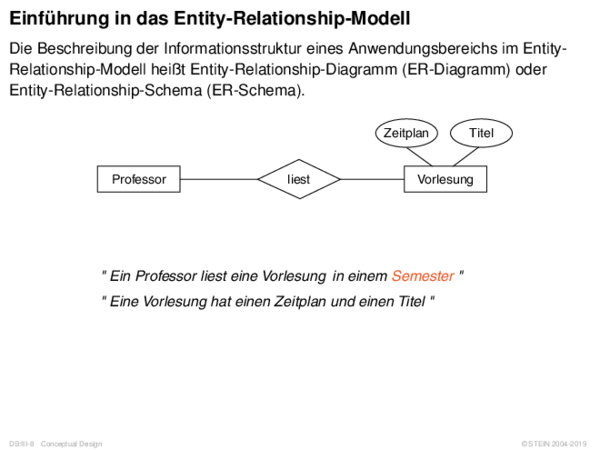 Einführung in das Entity-Relationship-Modell
Die Beschreibung der Informationsstruktur eines Anwendungsbereichs im Entity-
Relationship-Modell heißt Entity-Relationship-Diagramm (ER-Diagramm) oder
Entity-Relationship-Schema (ER-Schema).
Zeitplan Titel
Professor liest Vorlesung
" Ein Professor liest eine Vorlesung in einem Semester "
" Eine Vorlesung hat einen Zeitplan und einen Titel "
DB:III-8 Conceptual Design © STEIN 2004-2019